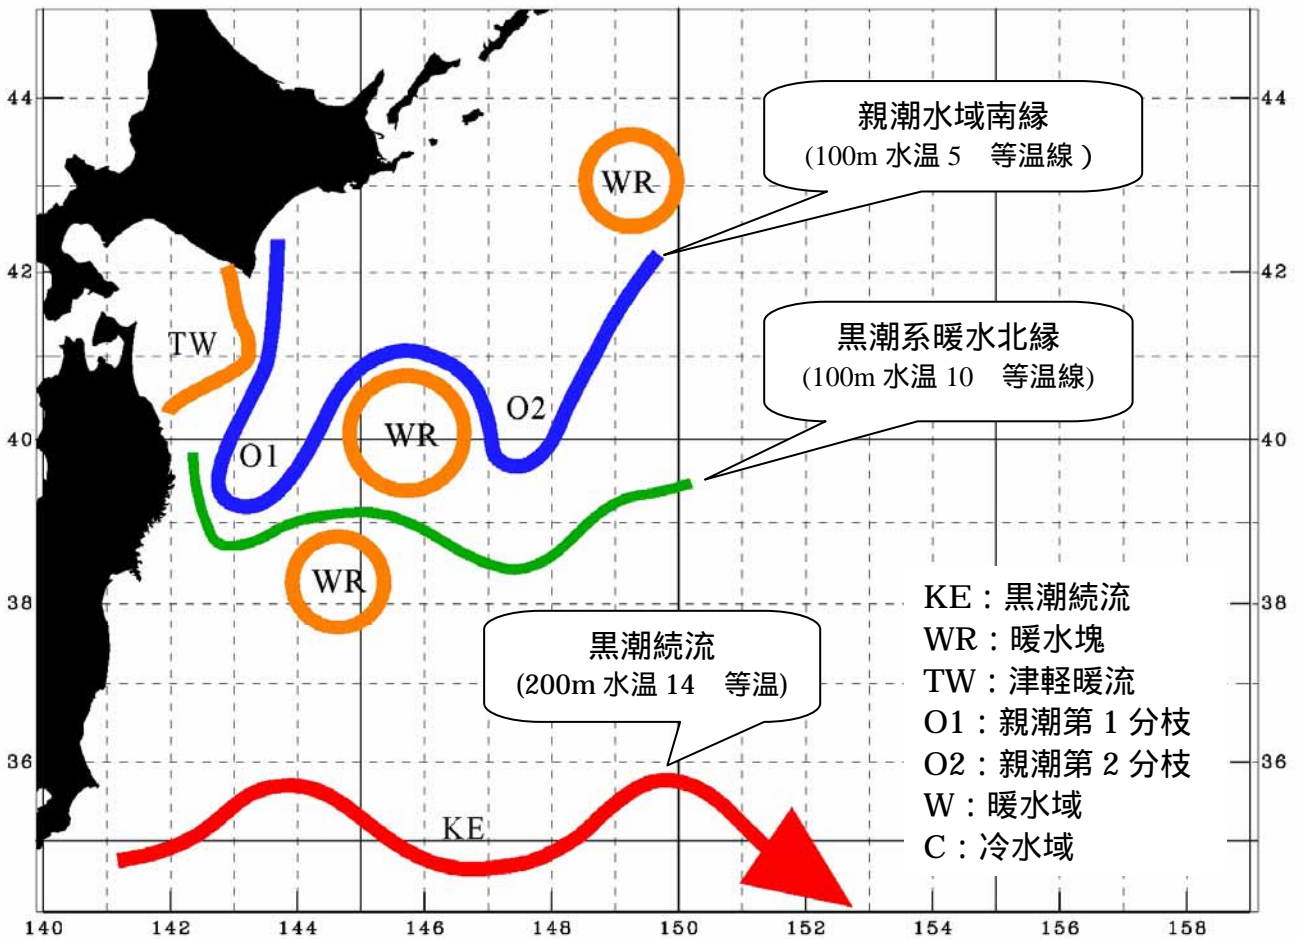 44
42
40
38
36
44
42
40
38
36
140
142
144
146
148
150
152
154
156
158
WR
親潮水域南縁
(100m 水温 5　等温線 )
TW
黒潮系暖水北縁
(100m 水温 10　等温線)
O2
WR
O1
WR
黒潮続流
(200m 水温 14　等温)
KE
KE：黒潮続流
WR：暖水塊
TW：津軽暖流
O1：親潮第 1 分枝
O2：親潮第 2 分枝
W：暖水域
C：冷水域